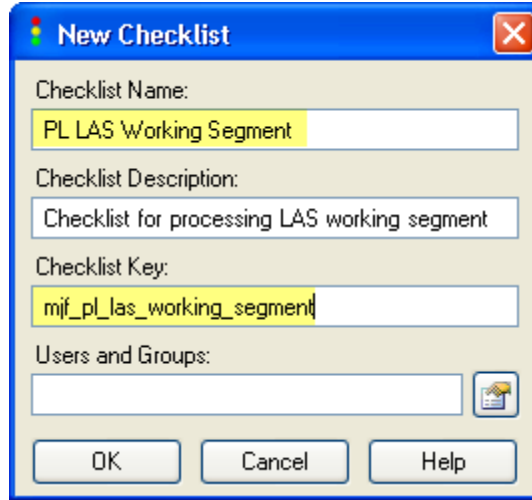 New Checklist
Checklist Name:
PL LAS Working Segment
Checklist Description:
Checklist for processing LAS working segment
Checklist Key:
mjf_pl_las_working_segment
Users and Groups:
OK Cancel Help